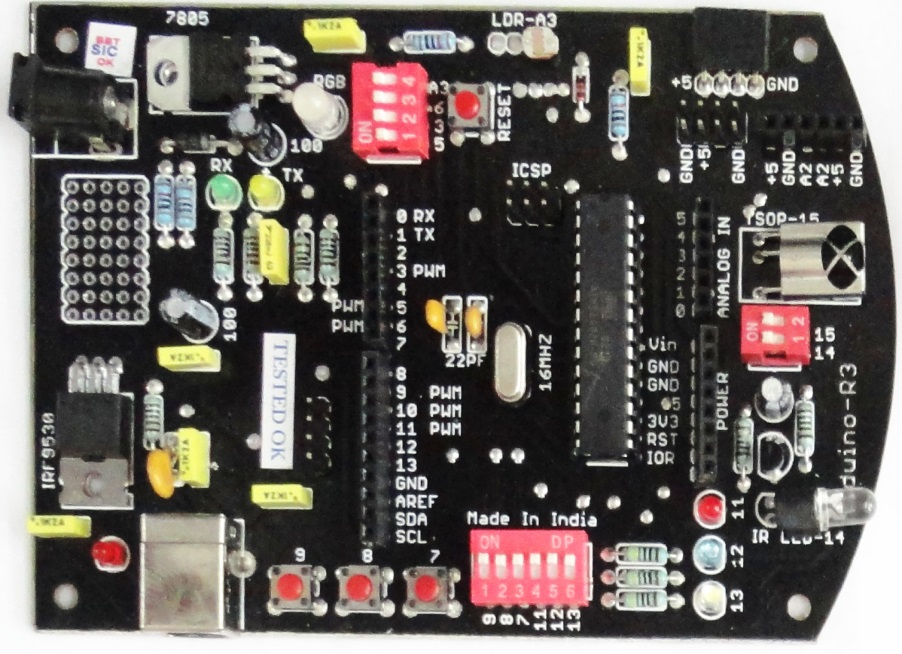 7805
LDR-A3
.1K2A
SIC
OK
RGB
1 2 3 4
ON
RESET
+5
GND
100
GND
+5
GND
+5
GND
A2
A2
+5
GND
RX
TX
ICSP
0 RX
1 TX
2
3 PWM
4
PWM 5
PWM 6
7
5
4
3
2
1
0
ANALOG IN
TSOP-15
ON
1 2
15
14
100
22PF
16MHZ
TESTED OK
8
9 PWM
10 PWM
11 PWM
12
13
GND
AREF
SDA
SCL
Vin
GND
GND
5
3V3
RST
IOR
POWER
IRF9530
duino-R3
11
12
13
IR LED-14
Made In India
ON DP
1 2 3 4 5 6
9 8 7 11 12 13
9
8
7